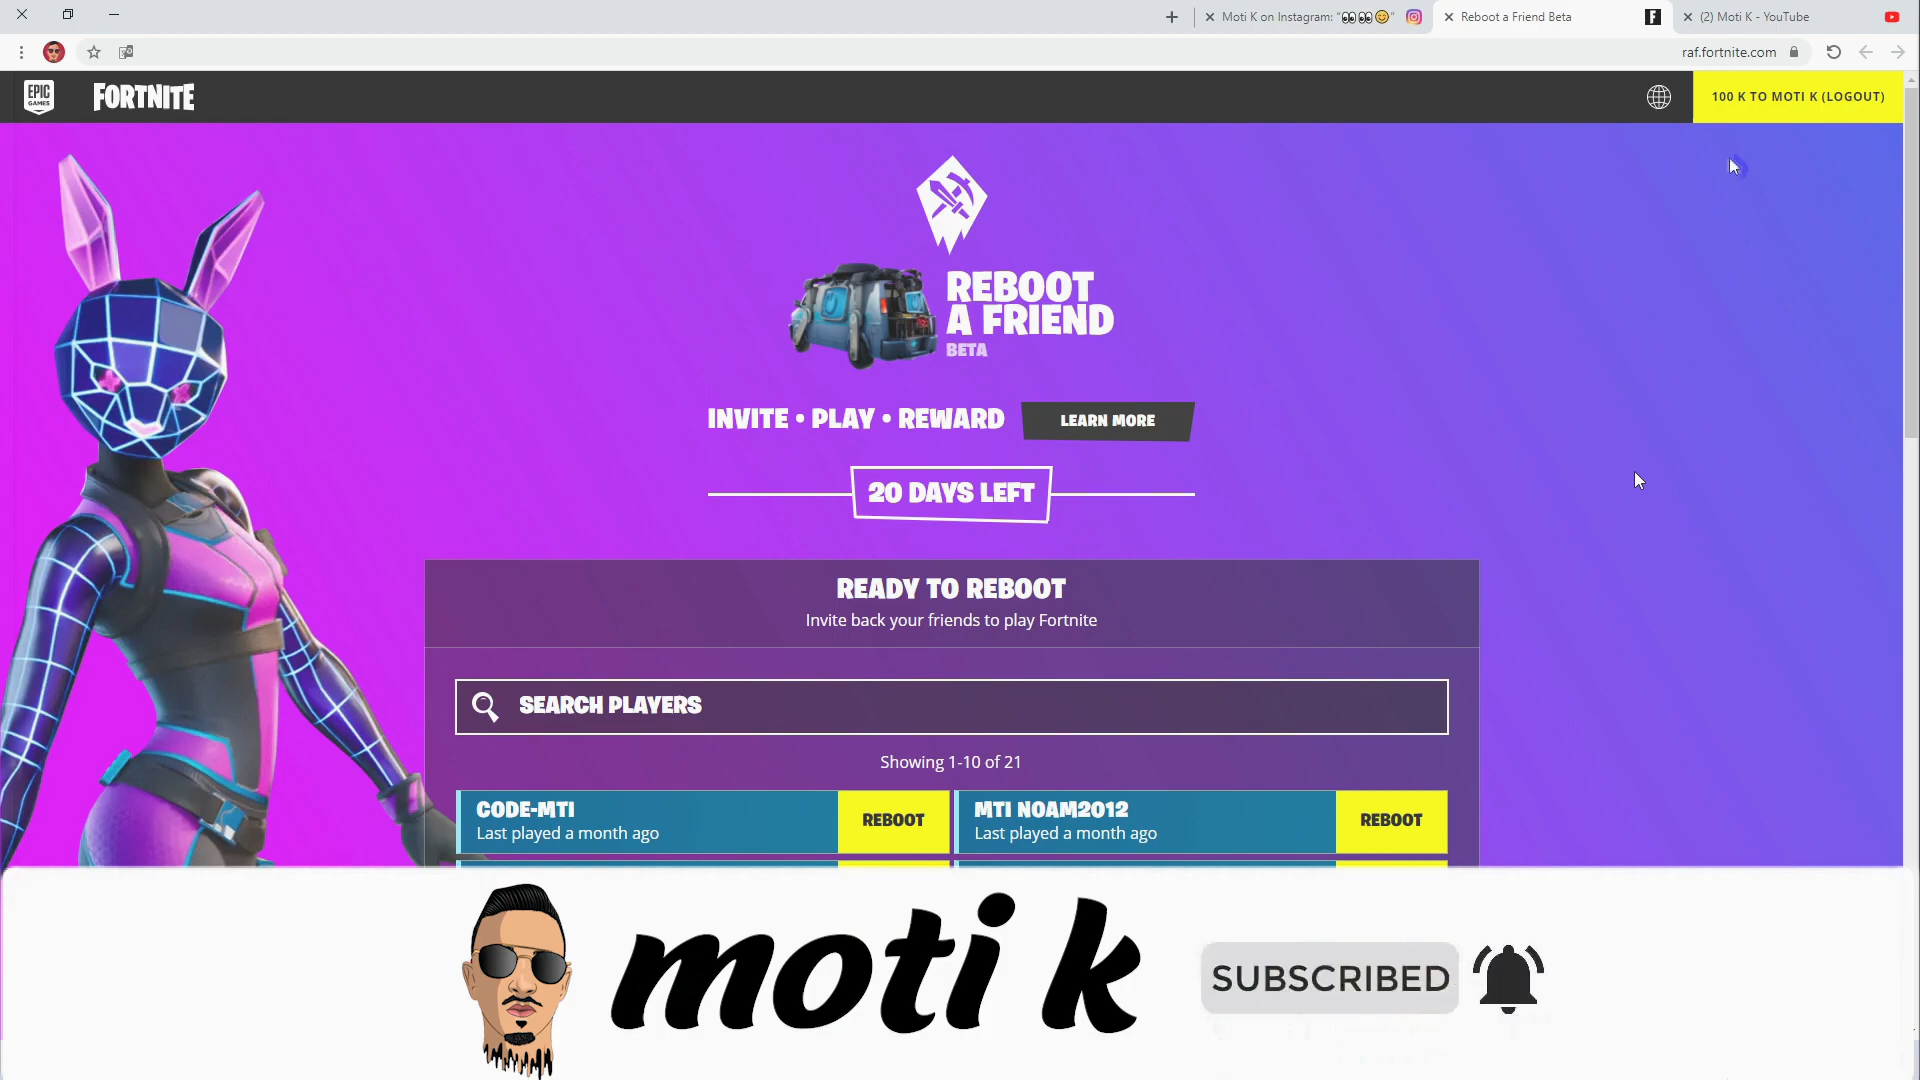 Moti K on Instagram: "👀👀😊"
Reboot a Friend Beta
(2) Moti K - YouTube
raf.fortnite.com
EPIC GAMES
FORTNITE
100 K TO MOTI K (LOGOUT)
REBOOT
A FRIEND
BETA
INVITE • PLAY • REWARD
LEARN MORE
20 DAYS LEFT
READY TO REBOOT
Invite back your friends to play Fortnite
SEARCH PLAYERS
Showing 1-10 of 21
CODE-MTI
Last played a month ago
REBOOT
MTI NOAM2012
Last played a month ago
REBOOT
moti k
SUBSCRIBED